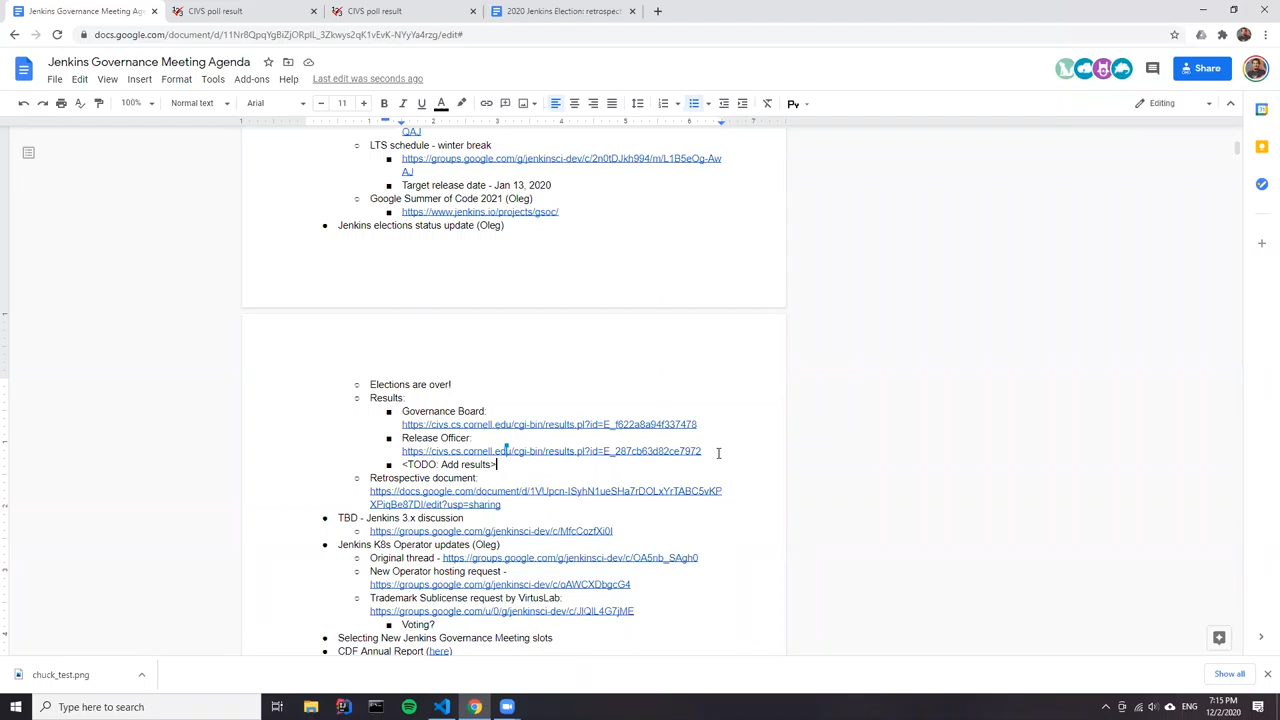 Jenkins Governance Meeting Age
CIVS poll result
CIVS poll result
2020 Jenkins Election: retrospect
docs.google.com/document/d/11Nr8QpqYgBiZjORpIL_3Zkwys2qK1vEvK-NYyYa4rzg/edit#
Jenkins Governance Meeting Agenda
File Edit View Insert Format Tools Add-ons Help Last edit was seconds ago
Share
100% Normal text Arial 11 Editing
QAJ
○ LTS schedule - winter break
■ https://groups.google.com/g/jenkinsci-dev/c/2n0tDJkh994/m/L1B5eOg-Aw
AJ
■ Target release date - Jan 13, 2020
○ Google Summer of Code 2021 (Oleg)
■ https://www.jenkins.io/projects/gsoc/
● Jenkins elections status update (Oleg)
○ Elections are over!
○ Results:
■ Governance Board:
https://civs.cs.cornell.edu/cgi-bin/results.pl?id=E_f622a8a94f337478
■ Release Officer:
https://civs.cs.cornell.edu/cgi-bin/results.pl?id=E_287cb63d82ce7972
■ <TODO: Add results>
○ Retrospective document:
https://docs.google.com/document/d/1VUpcn-ISyhN1ueSHa7rDOLxYrTABC5vKP
XPiqBe87DI/edit?usp=sharing
● TBD - Jenkins 3.x discussion
○ https://groups.google.com/g/jenkinsci-dev/c/MfcCozfXi0I
● Jenkins K8s Operator updates (Oleg)
○ Original thread - https://groups.google.com/g/jenkinsci-dev/c/OA5nb_SAgh0
○ New Operator hosting request -
https://groups.google.com/g/jenkinsci-dev/c/oAWCXDbgcG4
○ Trademark Sublicense request by VirtusLab:
https://groups.google.com/u/0/g/jenkinsci-dev/c/JIQlL4G7jME
■ Voting?
● Selecting New Jenkins Governance Meeting slots
● CDF Annual Report (here)
chuck_test.png
Show all
Type here to search
ENG
7:15 PM
12/2/2020